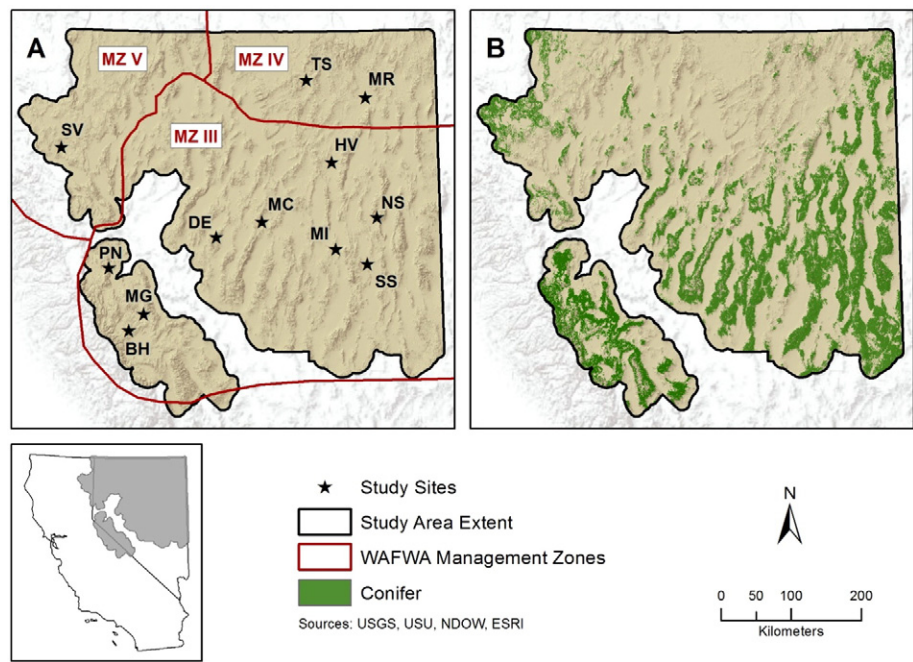 A
MZ V
MZ IV
TS
MR
SV
MZ III
HV
NS
MC
DE
MI
SS
PN
MG
BH
B
Study Sites
Study Area Extent
WAFWA Management Zones
Conifer
Sources: USGS, USU, NDOW, ESRI
N
0 50 100 200
Kilometers